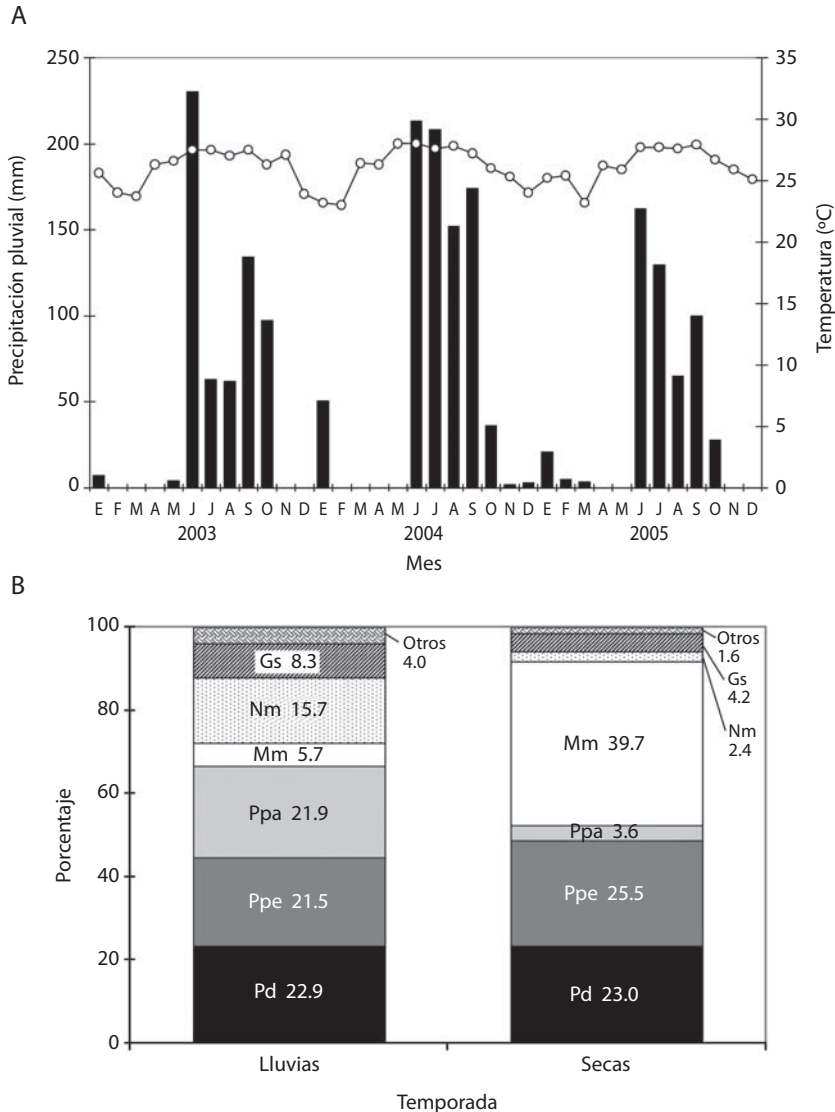 A
Precipitación pluvial (mm)
250
200
150
100
50
0
35
30
25
20
15
10
5
0
Temperatura (ºC)
E F M A M J J A S O N D E F M A M J J A S O N D E F M A M J J A S O N D
2003 2004 2005
Mes
B
Porcentaje
100
80
60
40
20
0
Otros
4.0
Gs 8.3
Nm 15.7
Mm 5.7
Ppa 21.9
Ppe 21.5
Pd 22.9
Otros
1.6
Gs
4.2
Nm
2.4
Mm 39.7
Ppa 3.6
Ppe 25.5
Pd 23.0
Lluvias Secas
Temporada